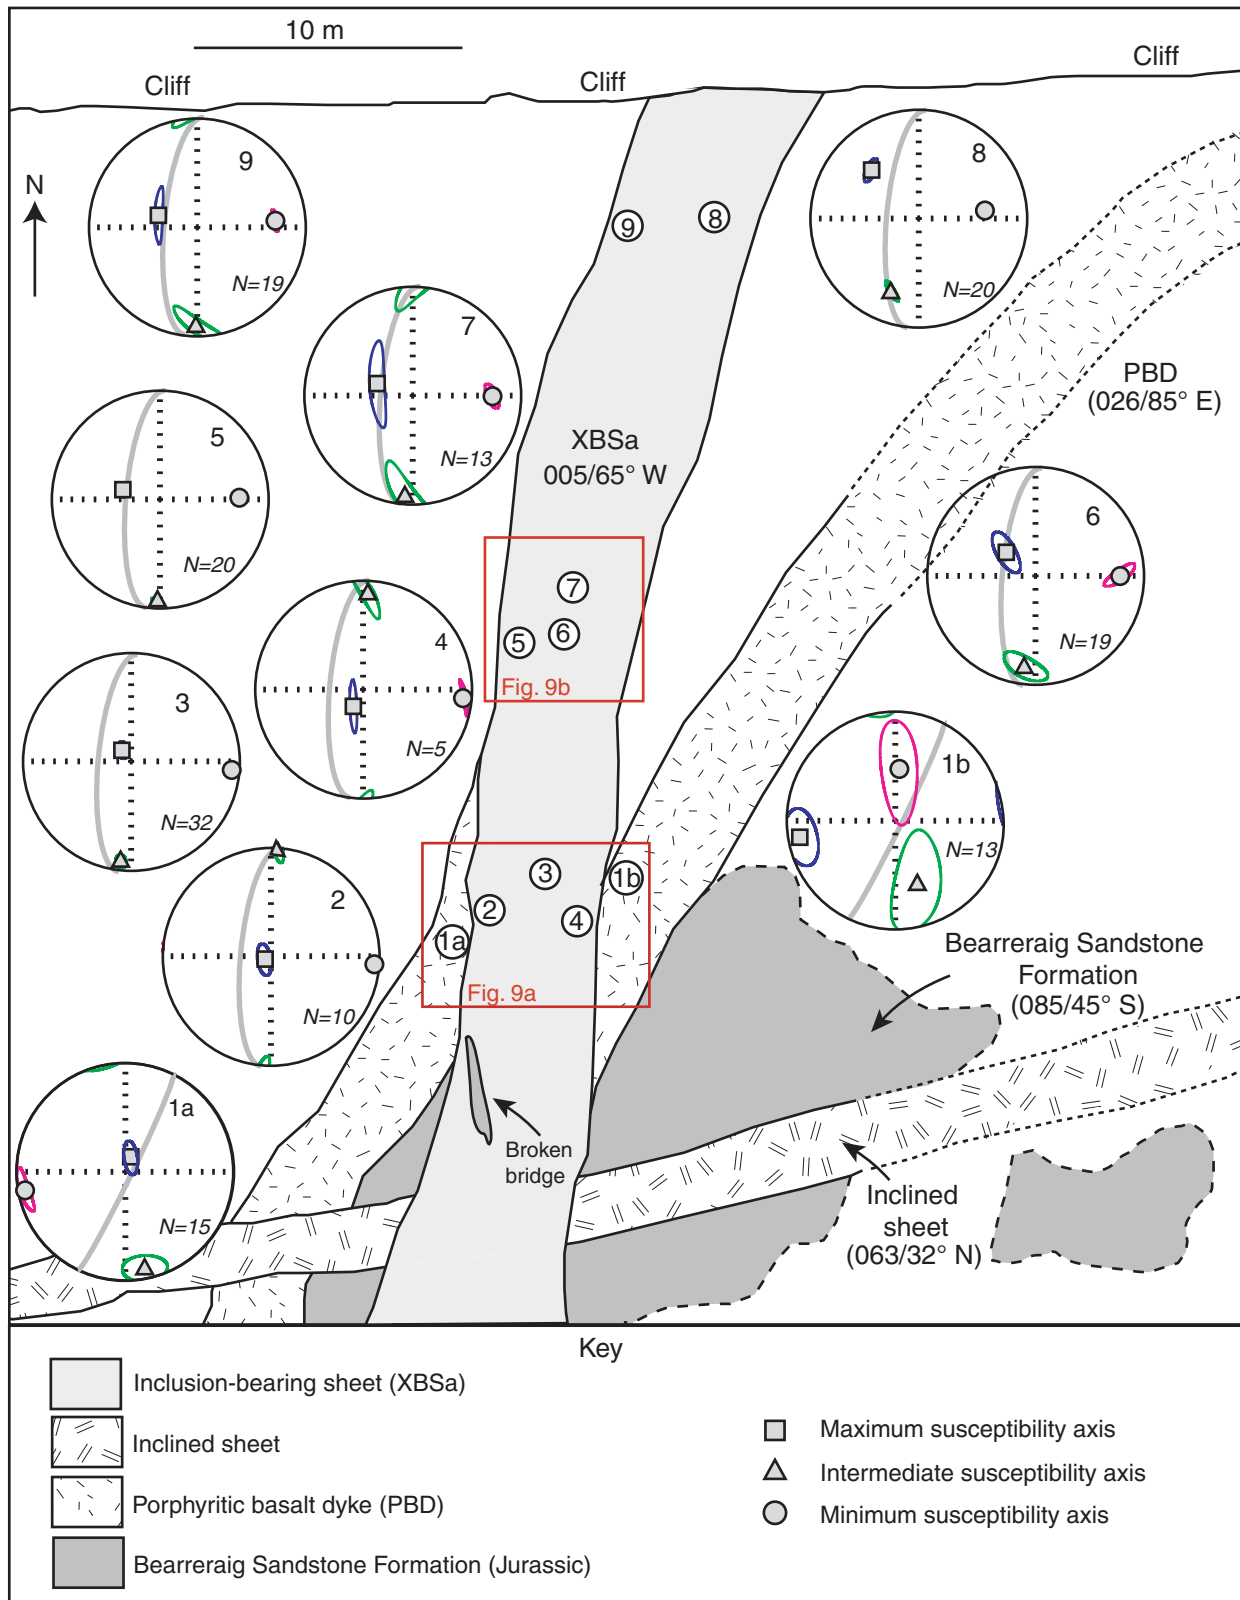 10 m
Cliff
Cliff
Cliff
N
9
N=19
8
N=20
9
8
7
N=13
PBD
(026/85° E)
5
N=20
XBSa
005/65° W
6
N=19
7
5
6
Fig. 9b
4
N=5
3
N=32
1b
N=13
2
N=10
3
1b
2
4
1a
Fig. 9a
Bearreraig Sandstone
Formation
(085/45° S)
1a
N=15
Broken
bridge
Inclined
sheet
(063/32° N)
Key
Inclusion-bearing sheet (XBSa)
Inclined sheet
Porphyritic basalt dyke (PBD)
Bearreraig Sandstone Formation (Jurassic)
Maximum susceptibility axis
Intermediate susceptibility axis
Minimum susceptibility axis